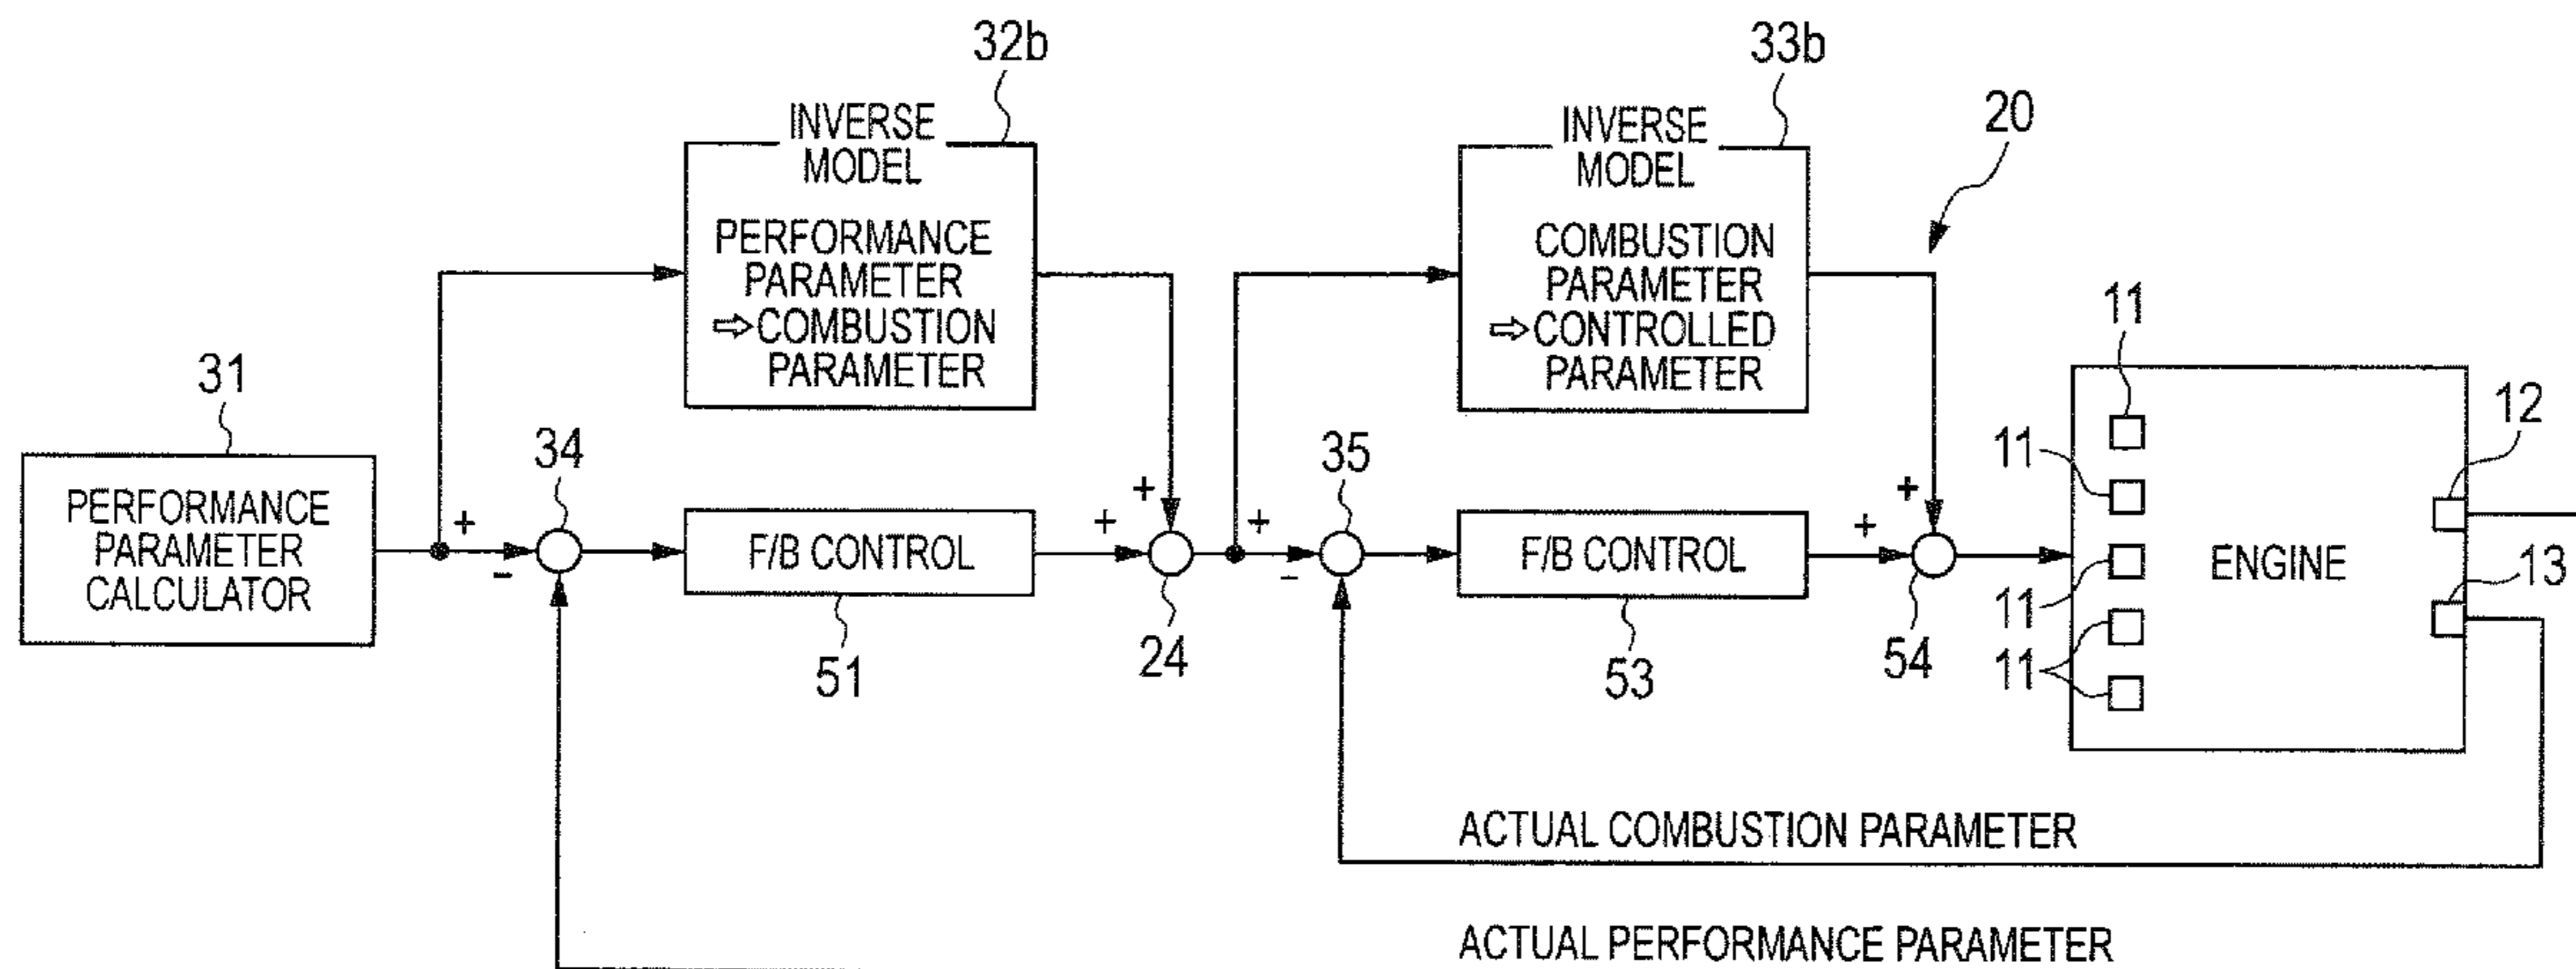 32b
33b
INVERSE
MODEL
PERFORMANCE
PARAMETER
⇨COMBUSTION
PARAMETER
INVERSE
MODEL
COMBUSTION
PARAMETER
⇨CONTROLLED
PARAMETER
20
31
PERFORMANCE
PARAMETER
CALCULATOR
+
-
34
F/B CONTROL
51
+
+
24
+
-
35
F/B CONTROL
53
+
+
54
11
11
11
11
ENGINE
12
13
ACTUAL COMBUSTION PARAMETER
ACTUAL PERFORMANCE PARAMETER